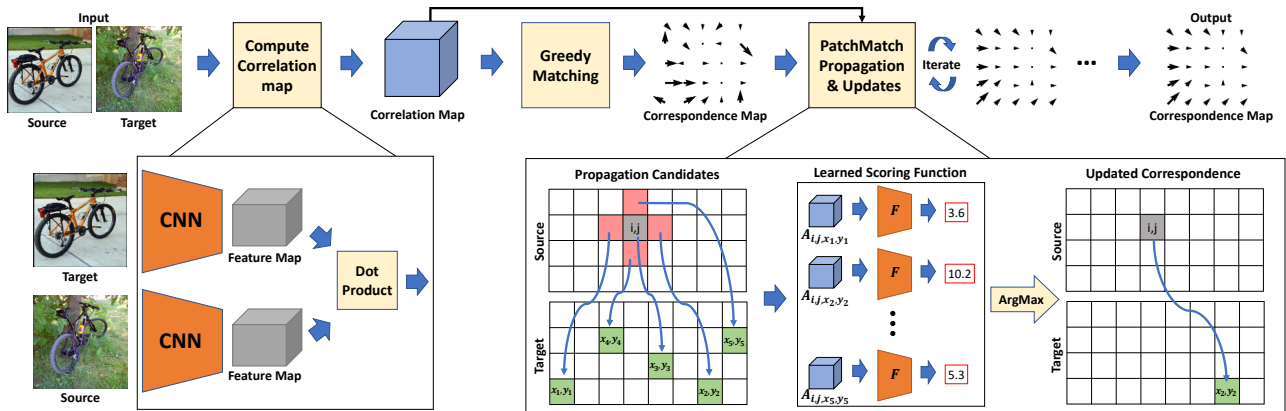 Input
Source
Target
Compute
Correlation
map
Correlation Map
Greedy
Matching
Correspondence Map
PatchMatch
Propagation
& Updates
Iterate
...
Output
Correspondence Map
Target
Source
CNN
Feature Map
CNN
Feature Map
Dot
Product
Propagation Candidates
Source
i,j
Target
x₄,y₄
x₅,y₅
x₃,y₃
x₁,y₁
x₂,y₂
Learned Scoring Function
A_{i,j,x₁,y₁}
F
3.6
A_{i,j,x₂,y₂}
F
10.2
A_{i,j,x₅,y₅}
F
5.3
ArgMax
Updated Correspondence
Source
i,j
Target
x₂,y₂